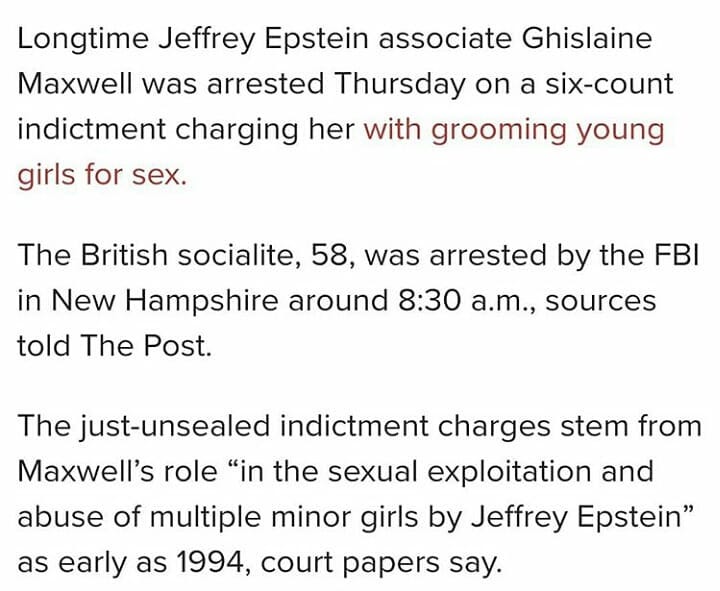 Longtime Jeffrey Epstein associate Ghislaine
Maxwell was arrested Thursday on a six-count
indictment charging her with grooming young
girls for sex.
The British socialite, 58, was arrested by the FBI
in New Hampshire around 8:30 a.m., sources
told The Post.
The just-unsealed indictment charges stem from
Maxwell’s role “in the sexual exploitation and
abuse of multiple minor girls by Jeffrey Epstein”
as early as 1994, court papers say.